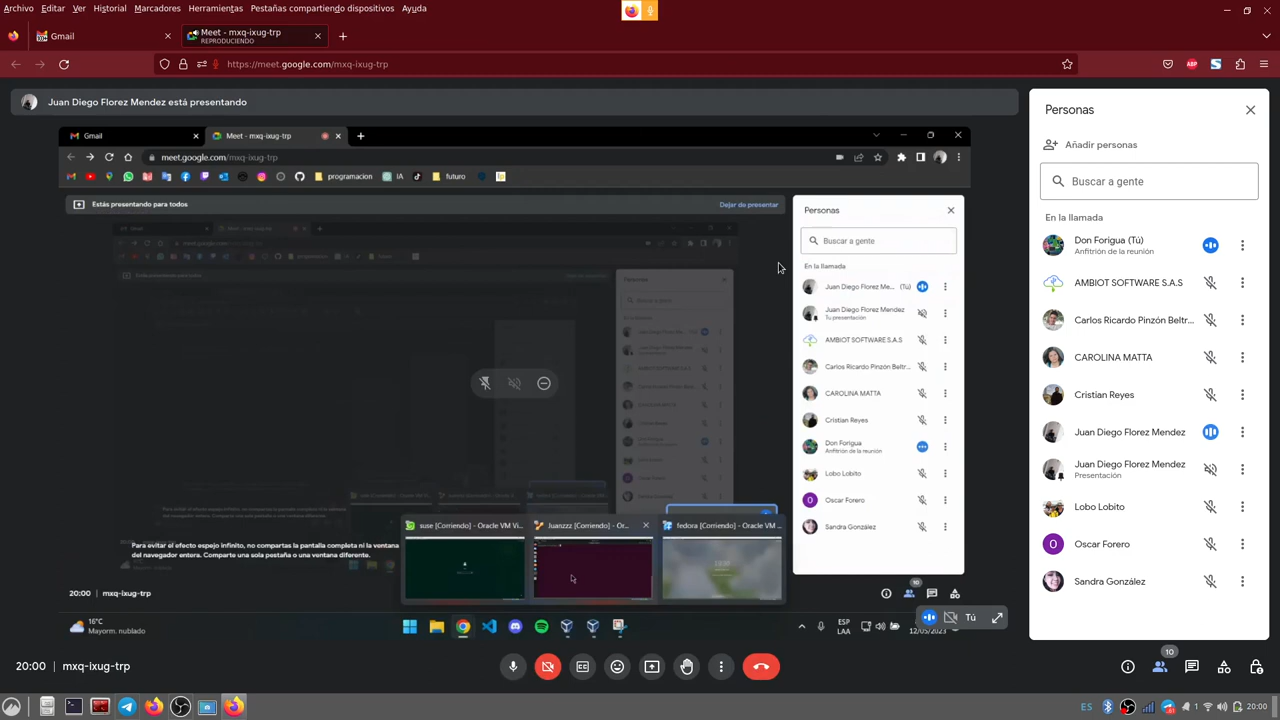 Archivo Editar Ver Historial Marcadores Herramientas Pestañas compartiendo dispositivos Ayuda
Gmail
Meet - mxq-ixug-trp
REPRODUCIENDO
https://meet.google.com/mxq-ixug-trp
Juan Diego Florez Mendez está presentando
Gmail
Meet - mxq-ixug-trp
meet.google.com/mxq-ixug-trp
programacion
IA
futuro
Estás presentando para todos
Dejar de presentar
Personas
Buscar a gente
En la llamada
Juan Diego Florez Me... (Tú)
Juan Diego Florez Mendez
Tu presentación
AMBIOT SOFTWARE S.A.S
Carlos Ricardo Pinzón Beltr...
CAROLINA MATTA
Cristian Reyes
Don Forigua
Anfitrión de la reunión
Lobo Lobito
O
Oscar Forero
Sandra González
suse [Corriendo] - Oracle VM Vi...
Juanzzz [Corriendo] - Or...
fedora [Corriendo] - Oracle VM ...
Para evitar el efecto espejo infinito, no compartas la pantalla completa ni la ventana
del navegador entera. Comparte una sola pestaña o una ventana diferente.
20:00 mxq-ixug-trp
10
16°C
Mayorm. nublado
ESP
LAA
12/05/2023
Tú
Personas
Añadir personas
Buscar a gente
En la llamada
Don Forigua (Tú)
Anfitrión de la reunión
AMBIOT SOFTWARE S.A.S
Carlos Ricardo Pinzón Beltr...
CAROLINA MATTA
Cristian Reyes
Juan Diego Florez Mendez
Juan Diego Florez Mendez
Presentación
Lobo Lobito
O
Oscar Forero
Sandra González
20:00 mxq-ixug-trp
10
ES
1
20:00